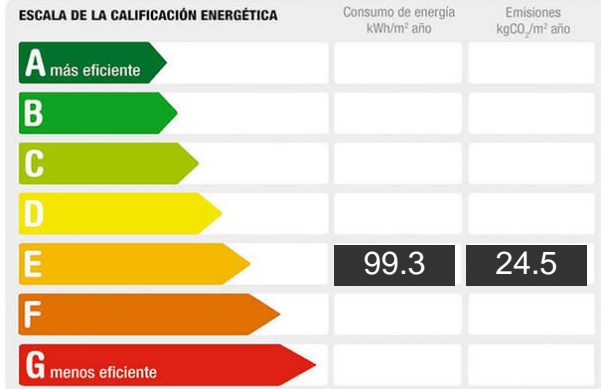 ESCALA DE LA CALIFICACIÓN ENERGÉTICA
Consumo de energía
kWh/m² año
Emisiones
kgCO₂/m² año
A más eficiente
B
C
D
E 99.3 24.5
F
G menos eficiente